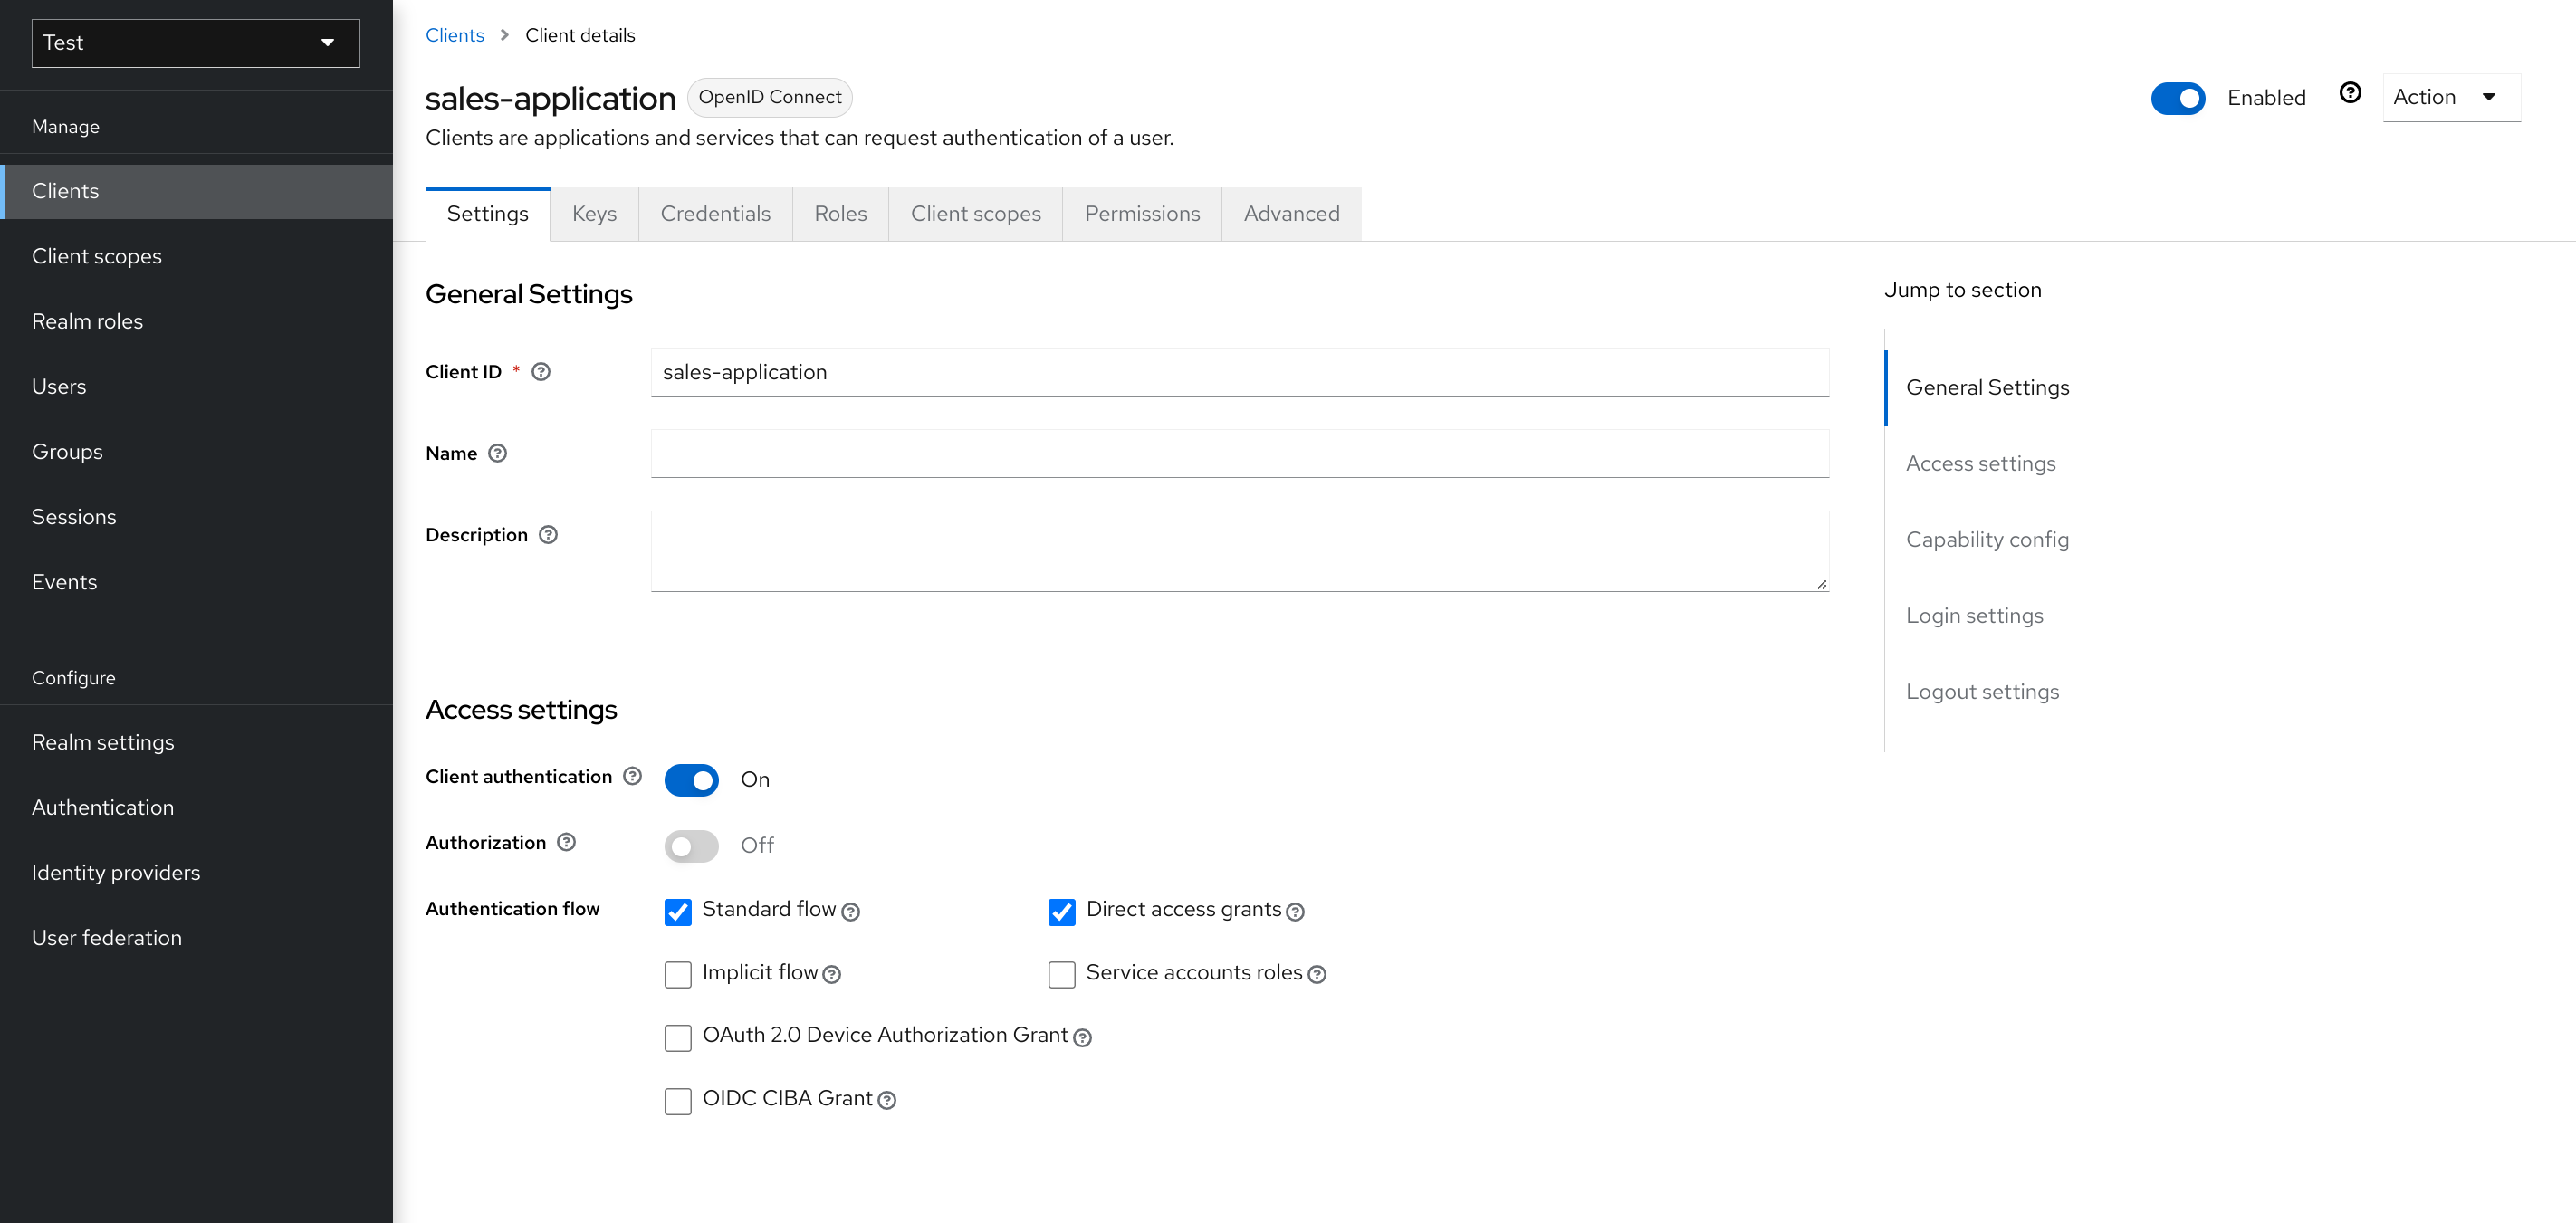 Test
Manage
Clients
Client scopes
Realm roles
Users
Groups
Sessions
Events
Configure
Realm settings
Authentication
Identity providers
User federation
Clients > Client details
sales-application OpenID Connect
Enabled
Action
Clients are applications and services that can request authentication of a user.
Settings Keys Credentials Roles Client scopes Permissions Advanced
General Settings
Client ID * sales-application
Name
Description
Access settings
Client authentication On
Authorization Off
Authentication flow Standard flow Direct access grants
Implicit flow Service accounts roles
OAuth 2.0 Device Authorization Grant
OIDC CIBA Grant
Jump to section
General Settings
Access settings
Capability config
Login settings
Logout settings